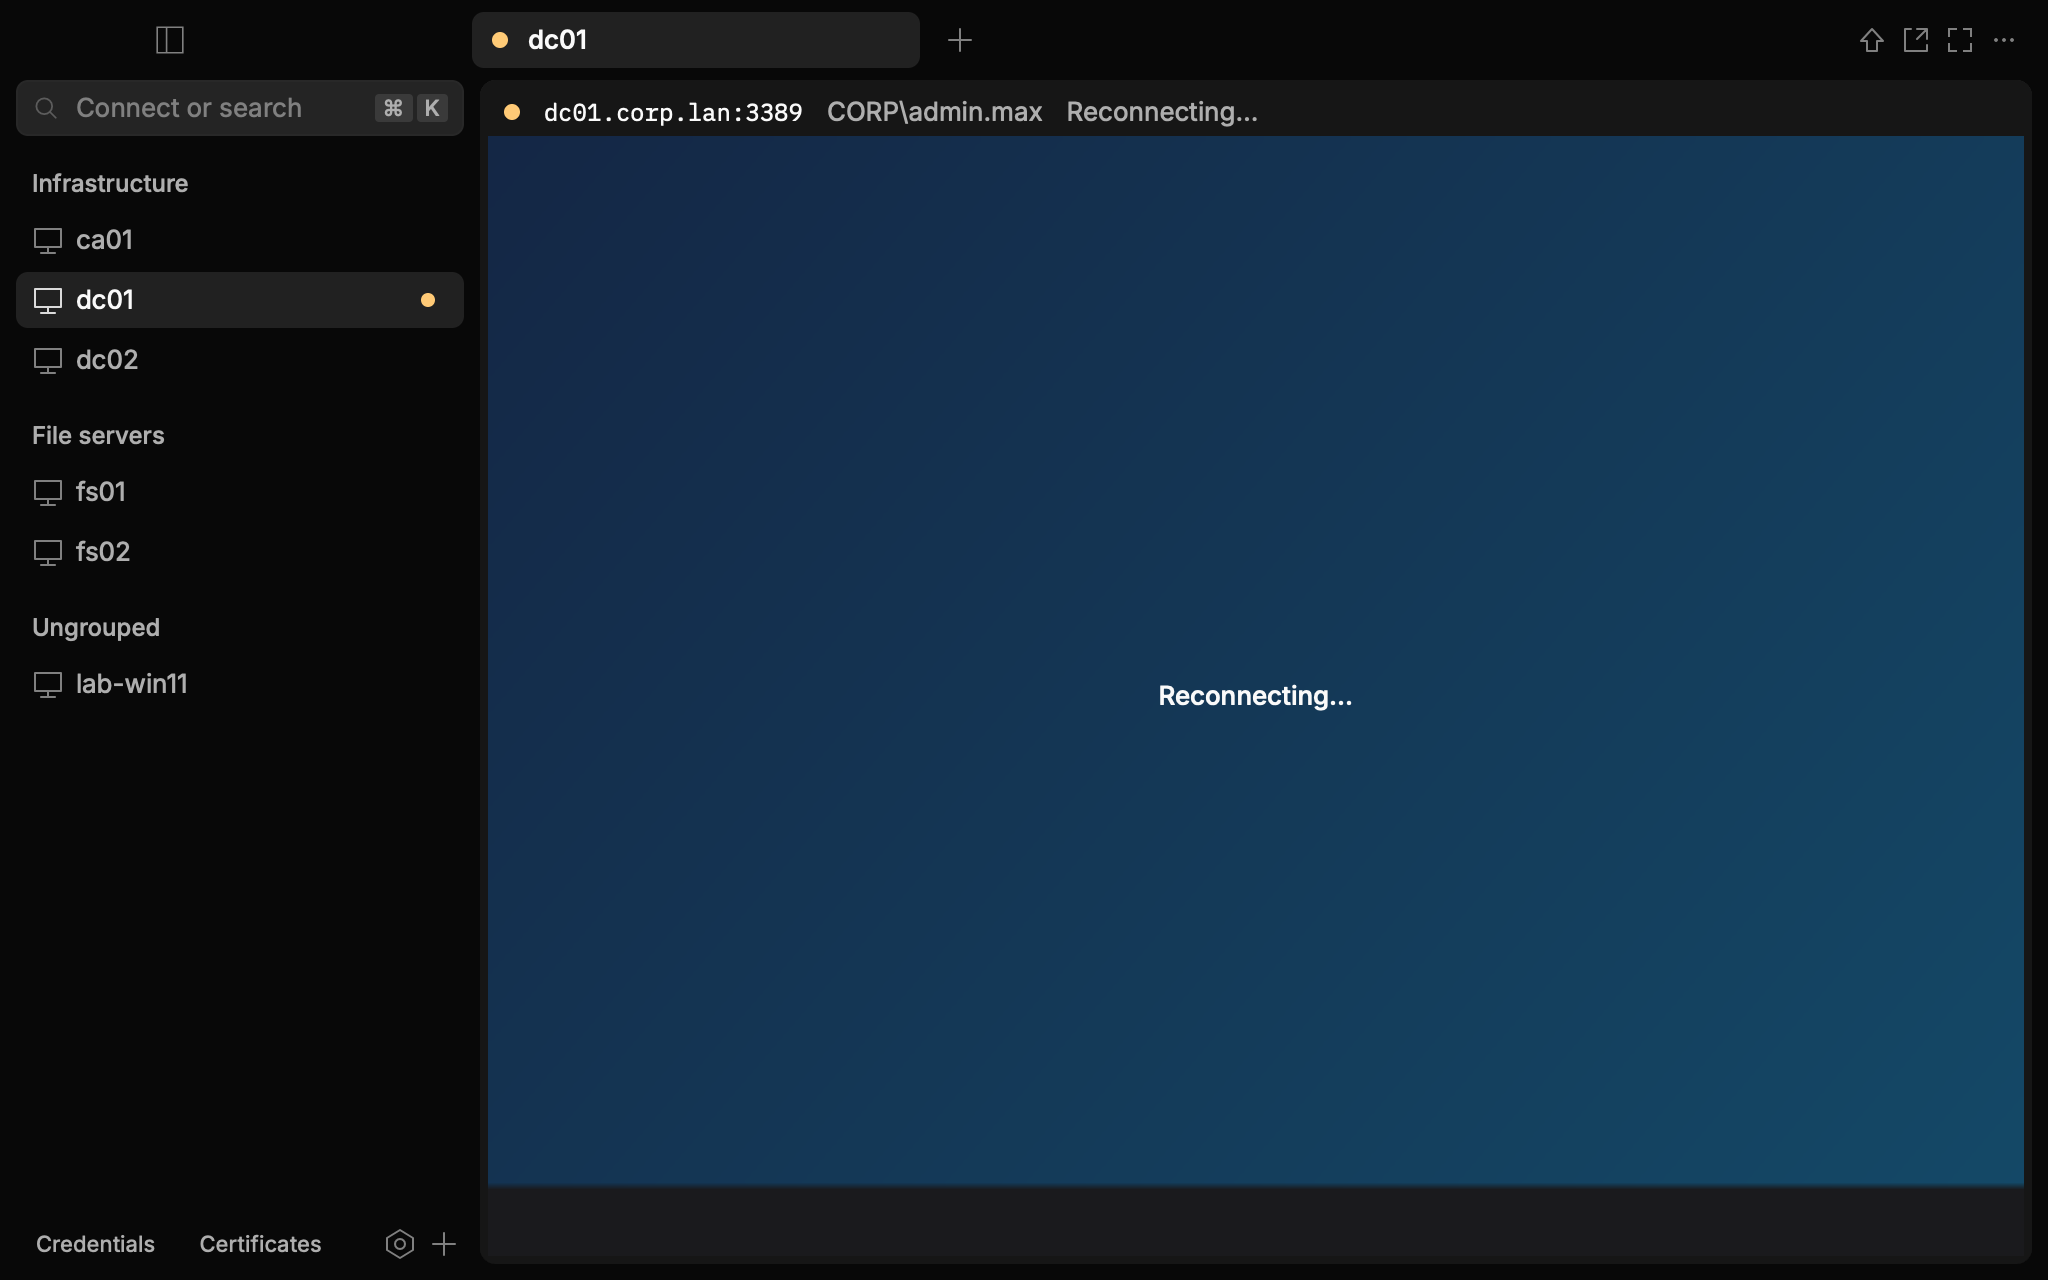 dc01
Connect or search ⌘ K
dc01.corp.lan:3389 CORP\admin.max Reconnecting...
Infrastructure
ca01
dc01
dc02
File servers
fs01
fs02
Ungrouped
lab-win11
Reconnecting...
Credentials Certificates